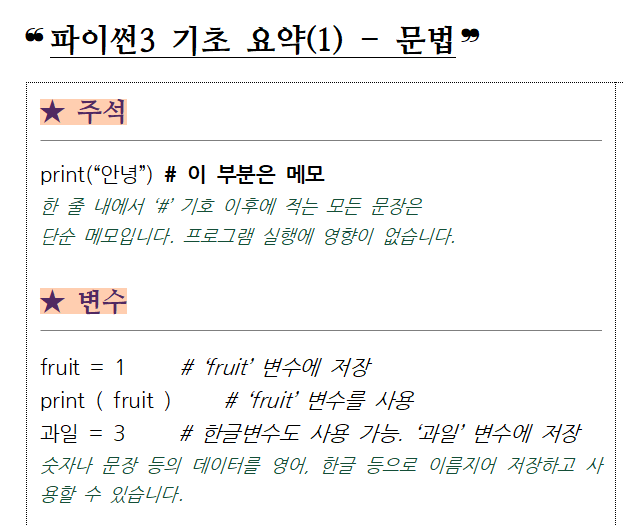 ❝파이썬3 기초 요약(1) - 문법❞
★ 주석
print(“안녕”) # 이 부분은 메모
한 줄 내에서 ‘#’ 기호 이후에 적는 모든 문장은
단순 메모입니다. 프로그램 실행에 영향이 없습니다.
★ 변수
fruit = 1 # ‘fruit’ 변수에 저장
print ( fruit ) # ‘fruit’ 변수를 사용
과일 = 3 # 한글변수도 사용 가능. ‘과일’ 변수에 저장
숫자나 문장 등의 데이터를 영어, 한글 등으로 이름지어 저장하고 사
용할 수 있습니다.